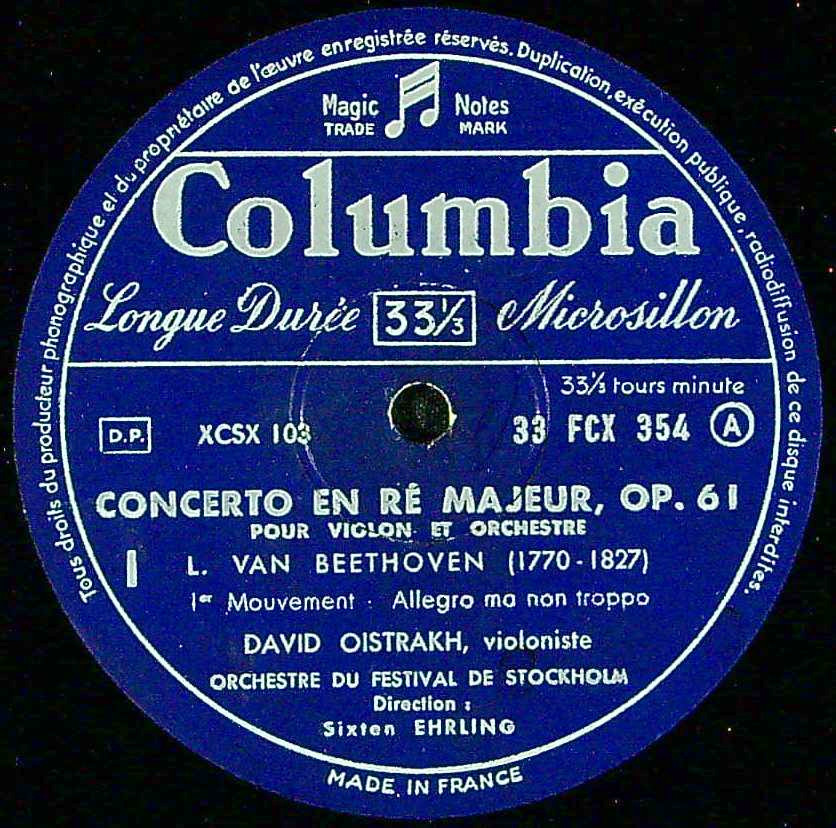 Tous droits du producteur phonographique et du propriétaire de l'œuvre enregistrée réservés. Duplication, exécution publique, radiodiffusion de ce disque interdites.
Magic Notes
TRADE MARK
Columbia
Longue Durée 33⅓ Microsillon
33⅓ tours minute
D.P. XCSX 103 33 FCX 354 A
CONCERTO EN RÉ MAJEUR, OP. 61
POUR VIOLON ET ORCHESTRE
I L. VAN BEETHOVEN (1770-1827)
1er Mouvement : Allegro ma non troppo
DAVID OISTRAKH, violoniste
ORCHESTRE DU FESTIVAL DE STOCKHOLM
Direction :
Sixten EHRLING
MADE IN FRANCE